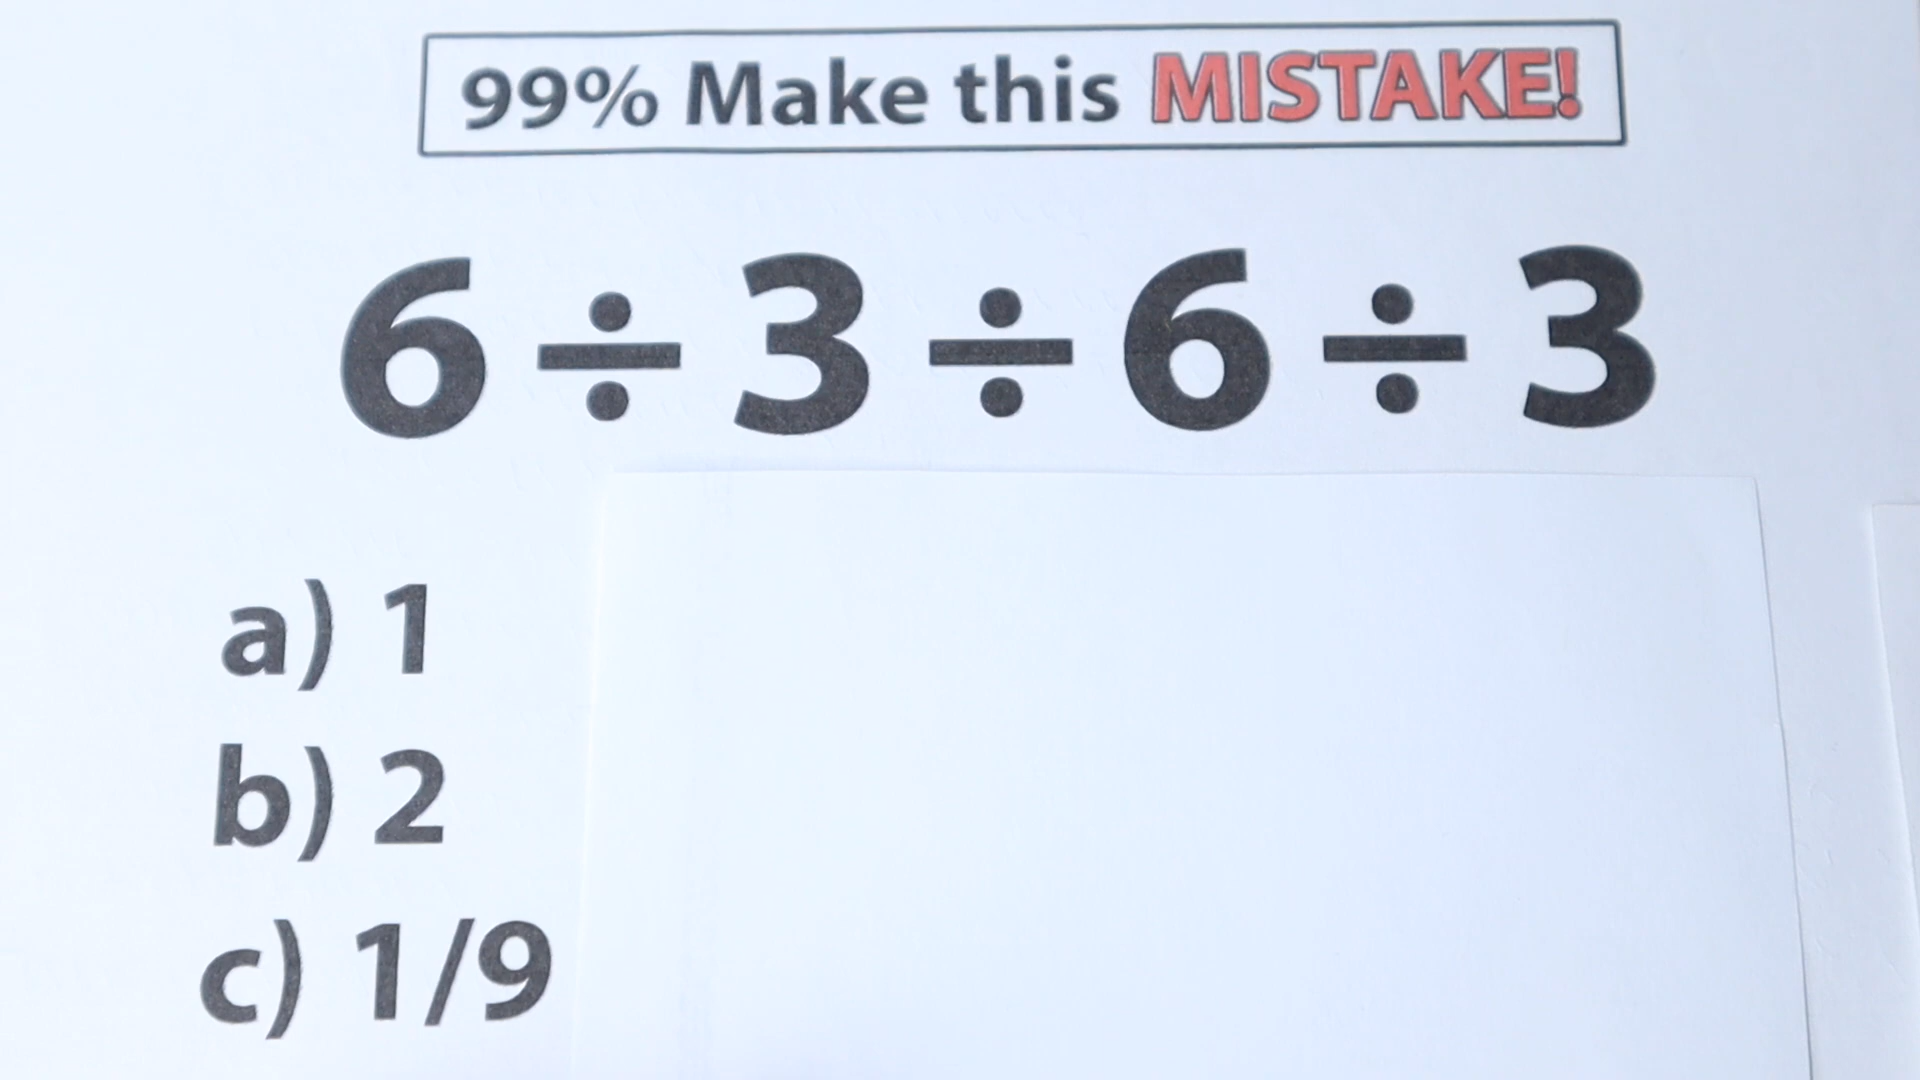 99% Make this MISTAKE!
6 ÷ 3 ÷ 6 ÷ 3
a) 1
b) 2
c) 1/9